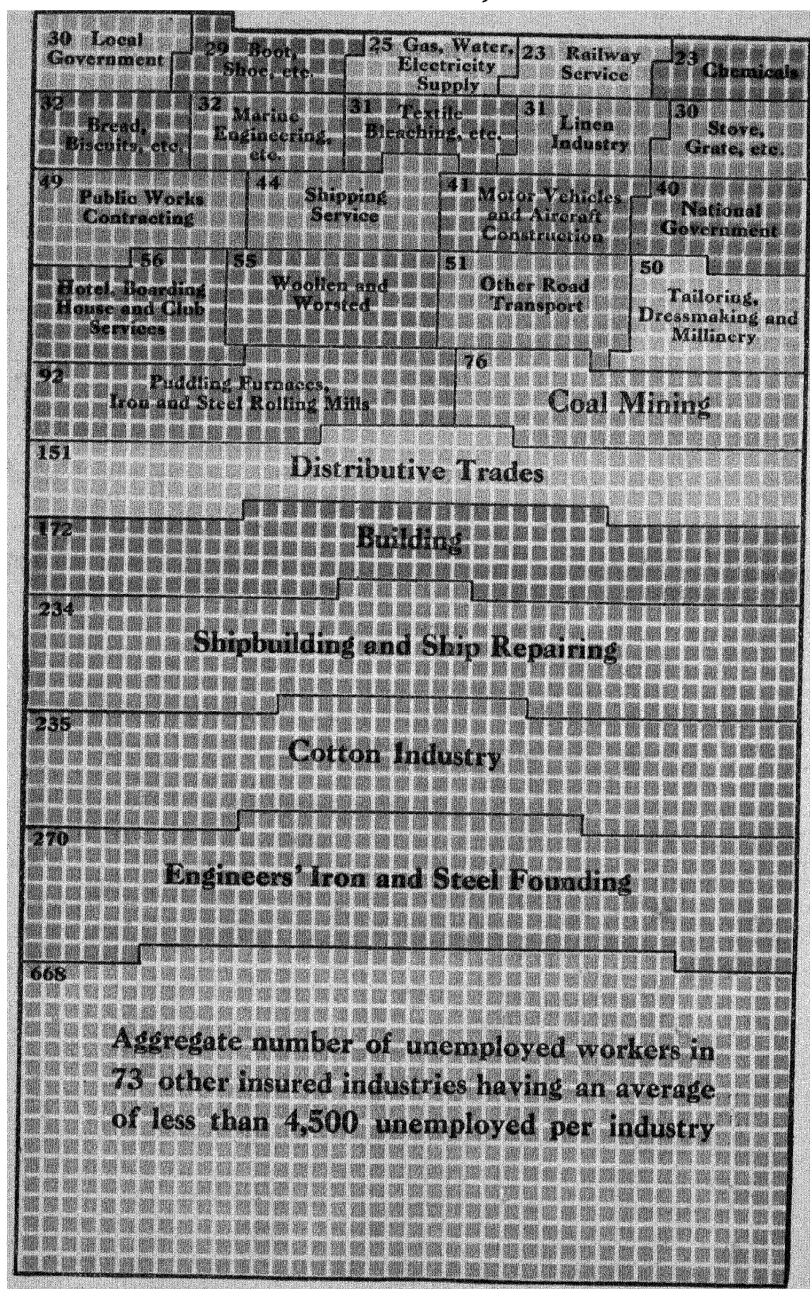 30 Local
Government
29 Boot,
Shoe, etc.
25 Gas, Water,
Electricity
Supply
23 Railway
Service
23 Chemicals
32
Bread,
Biscuits, etc.
32 Marine
Engineering,
etc.
31 Textile
Bleaching, etc.
31
Linen
Industry
30
Stove,
Grate, etc.
49
Public Works
Contracting
44
Shipping
Service
41 Motor Vehicles
and Aircraft
Construction
40
National
Government
56
Hotel, Boarding
House and Club
Services
55
Woollen and
Worsted
51
Other Road
Transport
50
Tailoring,
Dressmaking and
Millinery
92
Puddling Furnaces,
Iron and Steel Rolling Mills
76
Coal Mining
151
Distributive Trades
172
Building
234
Shipbuilding and Ship Repairing
235
Cotton Industry
270
Engineers' Iron and Steel Founding
668
Aggregate number of unemployed workers in
73 other insured industries having an average
of less than 4,500 unemployed per industry